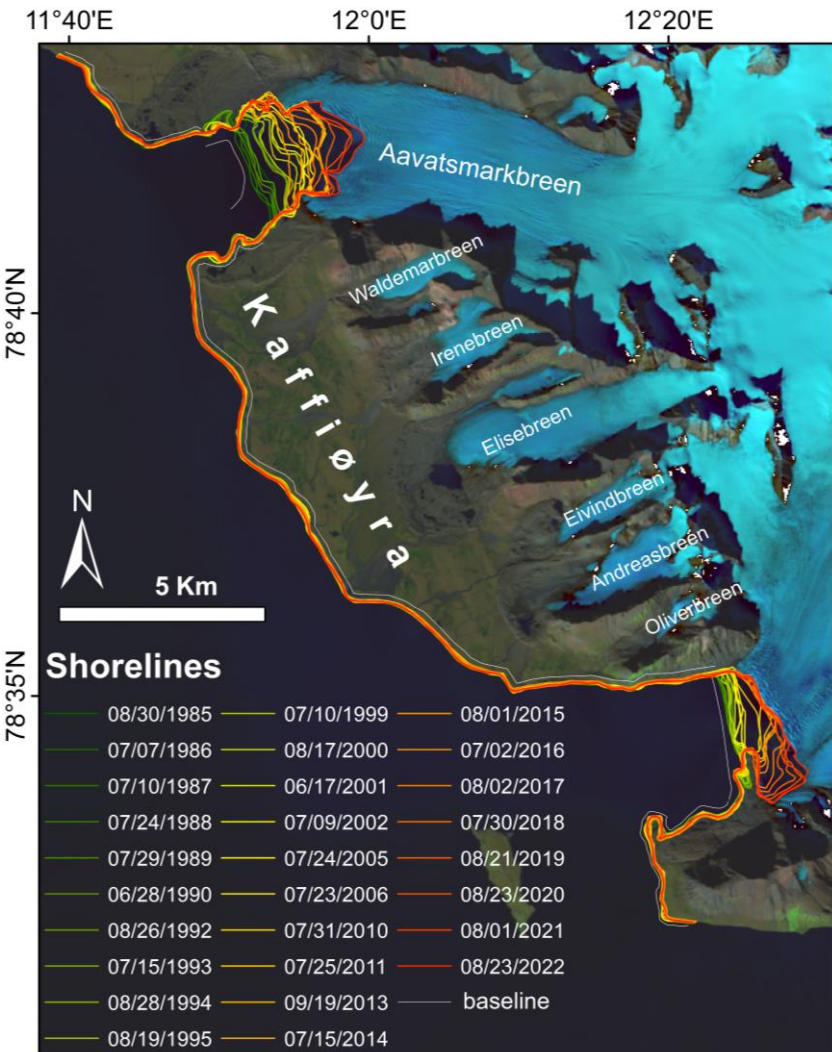 11°40'E 12°0'E 12°20'E
Aavatsmarkbreen
Waldemarbreen
78°40'N
Irenebreen
Kaffiøyra
Elisebreen
Eivindbreen
N
Andreasbreen
5 Km
Oliverbreen
Shorelines
78°35'N
08/30/1985 07/10/1999 08/01/2015
07/07/1986 08/17/2000 07/02/2016
07/10/1987 06/17/2001 08/02/2017
07/24/1988 07/09/2002 07/30/2018
07/29/1989 07/24/2005 08/21/2019
06/28/1990 07/23/2006 08/23/2020
08/26/1992 07/31/2010 08/01/2021
07/15/1993 07/25/2011 08/23/2022
08/28/1994 09/19/2013 baseline
08/19/1995 07/15/2014